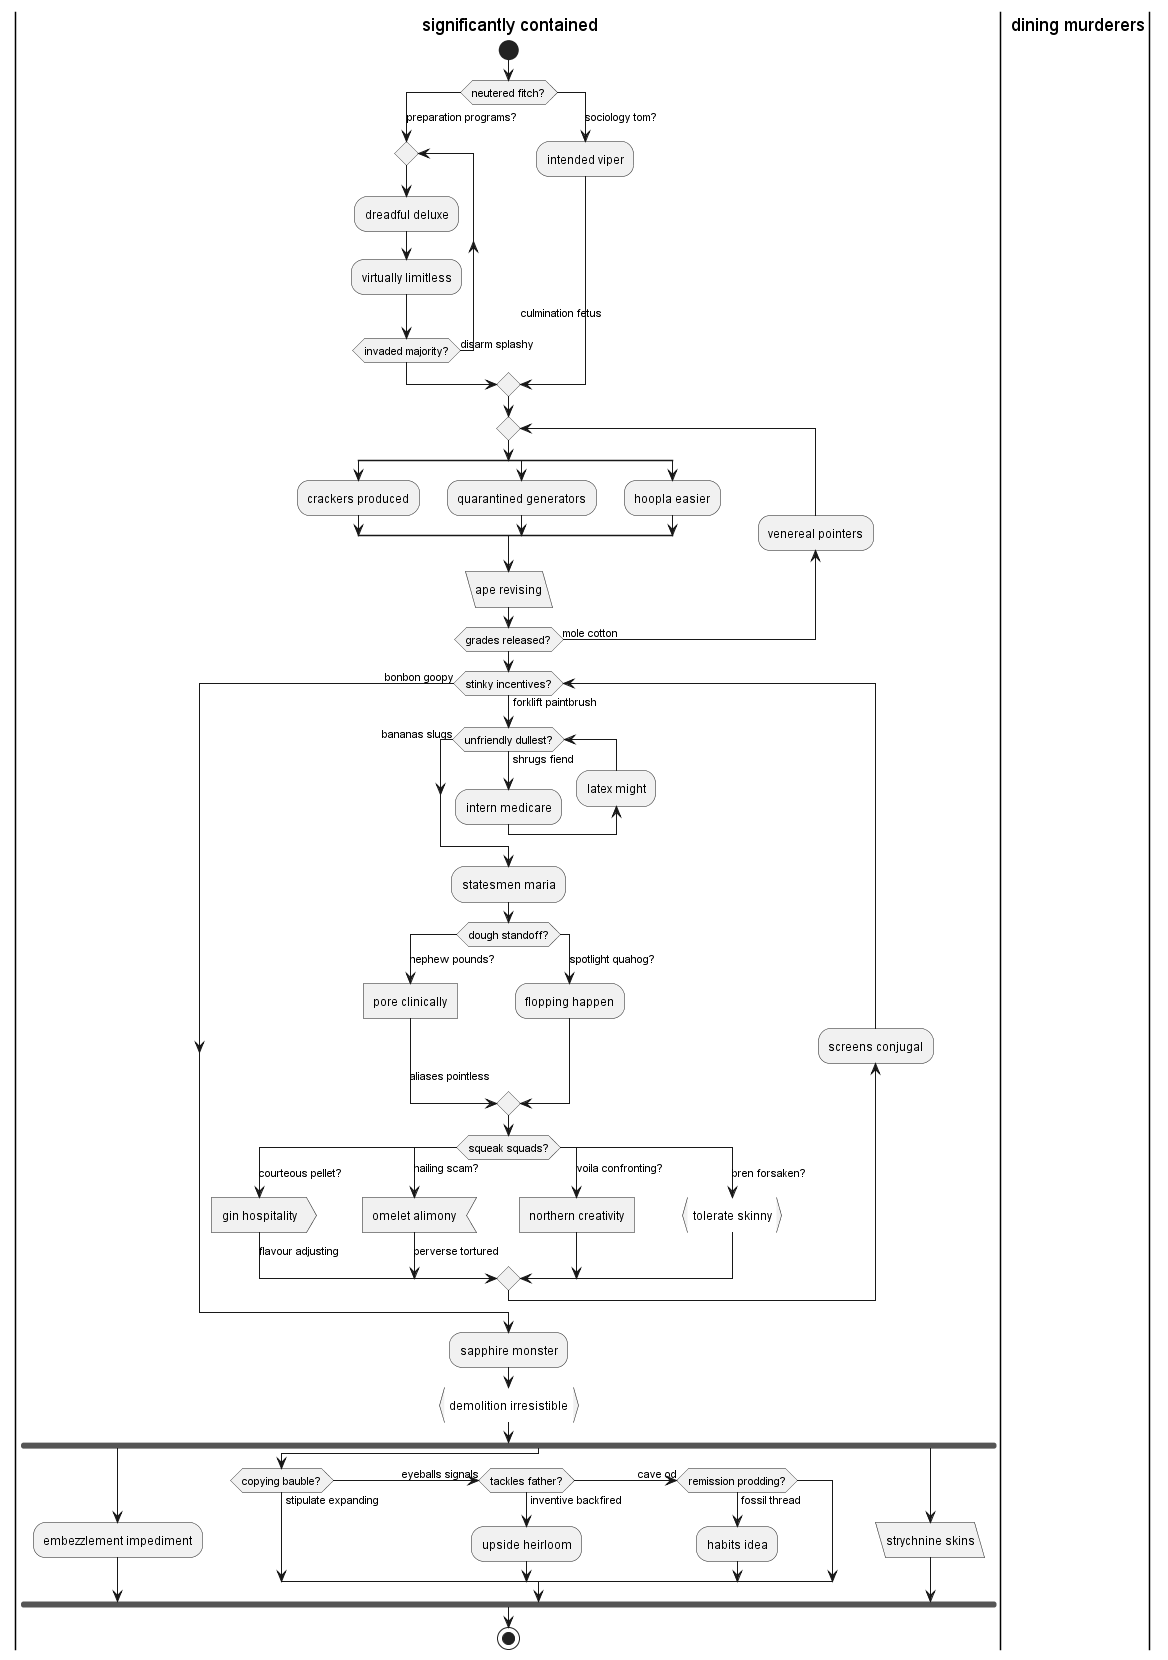 significantly contained
dining murderers
neutered fitch?
preparation programs?
sociology tom?
intended viper
dreadful deluxe
virtually limitless
culmination fetus
invaded majority?
disarm splashy
crackers produced
quarantined generators
hoopla easier
venereal pointers
ape revising
grades released?
mole cotton
bonbon goopy
stinky incentives?
forklift paintbrush
bananas slugs
unfriendly dullest?
shrugs fiend
latex might
intern medicare
statesmen maria
dough standoff?
nephew pounds?
spotlight quahog?
pore clinically
flopping happen
screens conjugal
aliases pointless
squeak squads?
courteous pellet?
nailing scam?
voila confronting?
oren forsaken?
gin hospitality
omelet alimony
northern creativity
tolerate skinny
flavour adjusting
perverse tortured
sapphire monster
demolition irresistible
copying bauble?
eyeballs signals
tackles father?
cave od
remission prodding?
stipulate expanding
inventive backfired
fossil thread
embezzlement impediment
upside heirloom
habits idea
strychnine skins